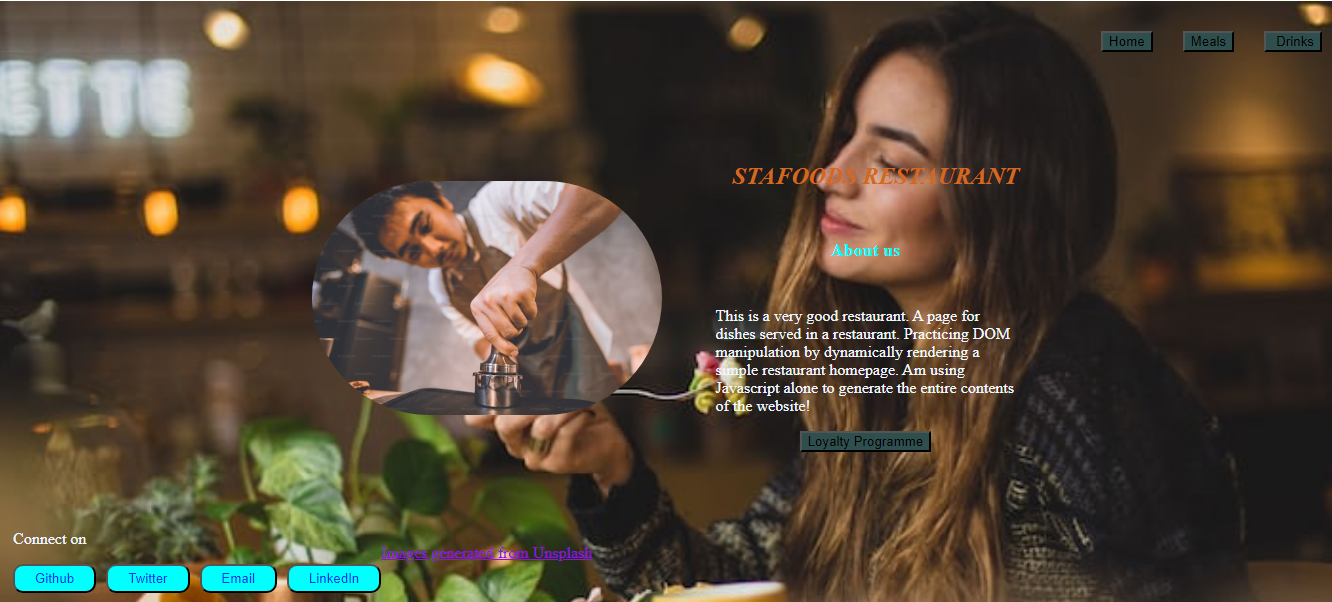 ETTE
Home
Meals
Drinks
STAFOODS RESTAURANT
About us
This is a very good restaurant. A page for
dishes served in a restaurant. Practicing DOM
manipulation by dynamically rendering a
simple restaurant homepage. Am using
Javascript alone to generate the entire contents
of the website!
Loyalty Programme
Connect on
Images generated from Unsplash
Github
Twitter
Email
LinkedIn